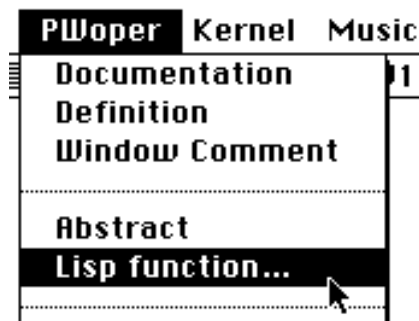 PWoper Kernel Music
Documentation
Definition
Window Comment
Abstract
Lisp function...